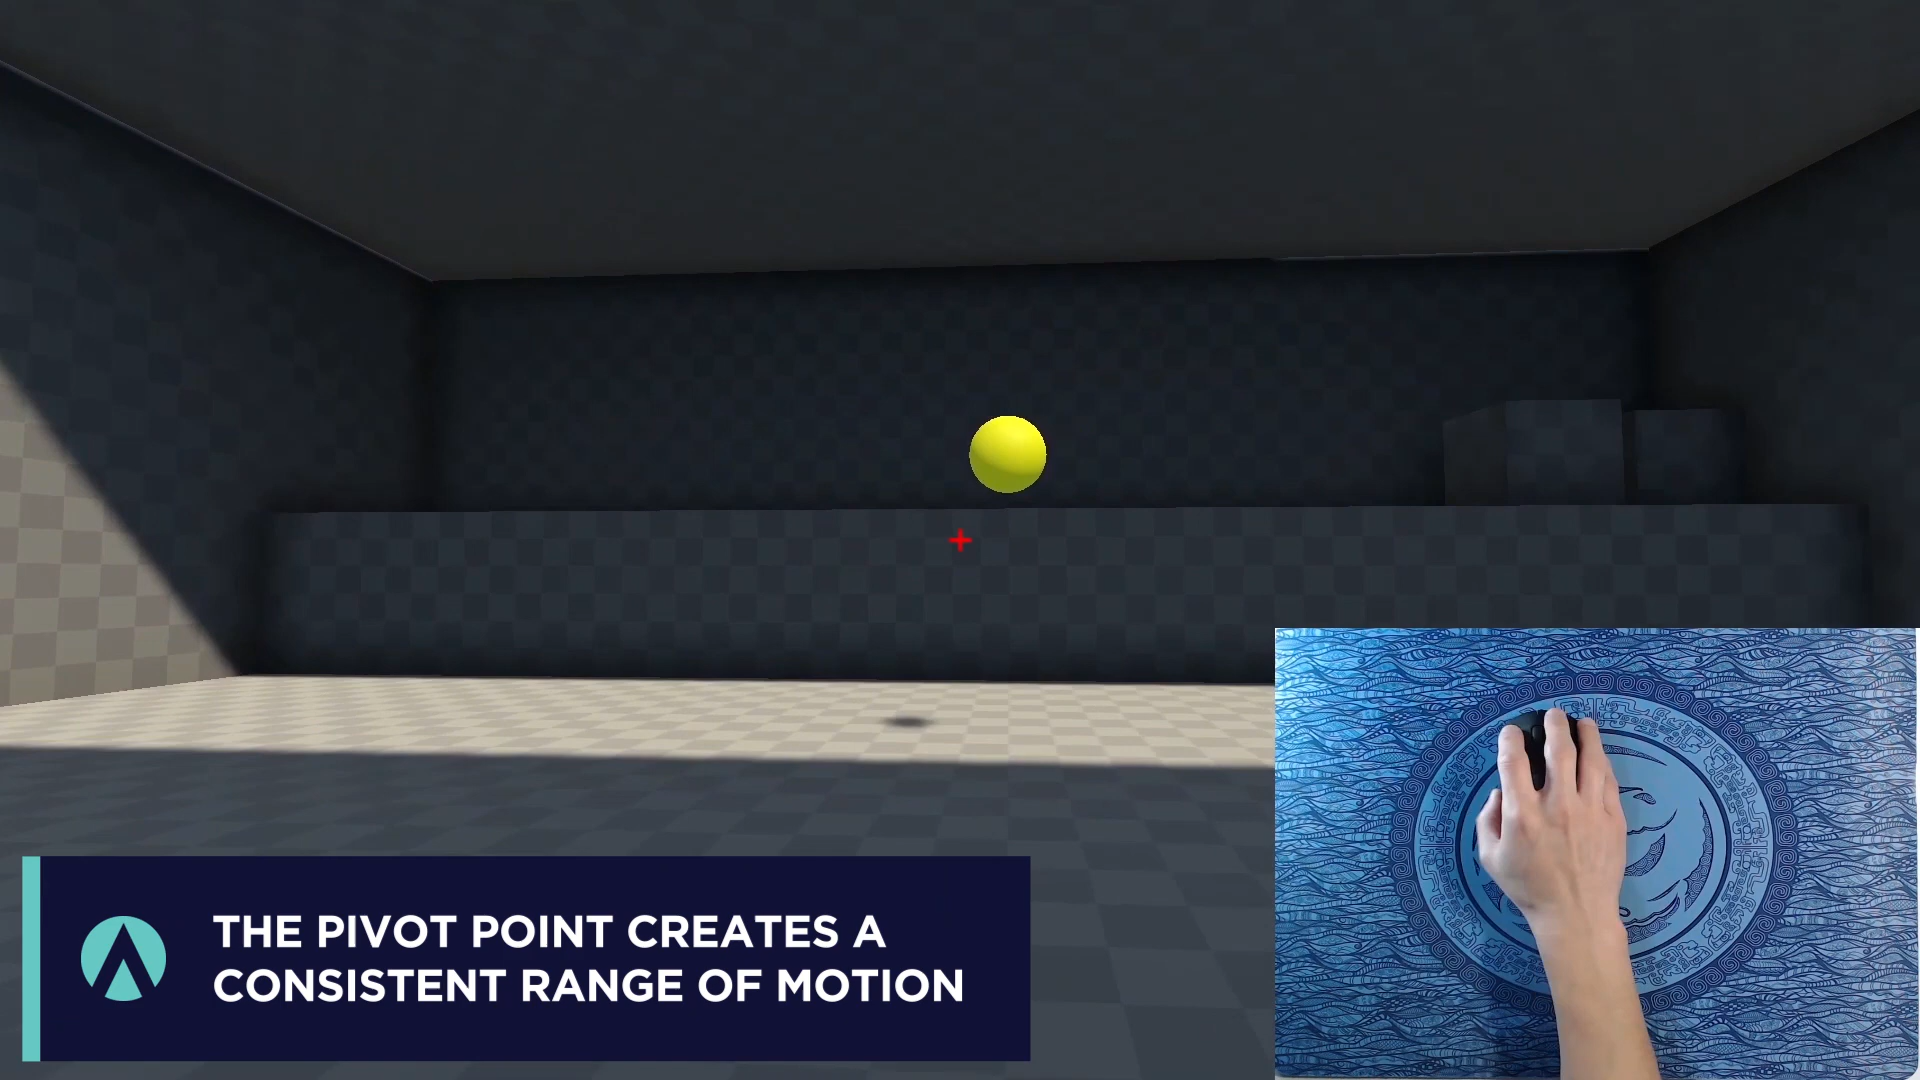 THE PIVOT POINT CREATES A
CONSISTENT RANGE OF MOTION